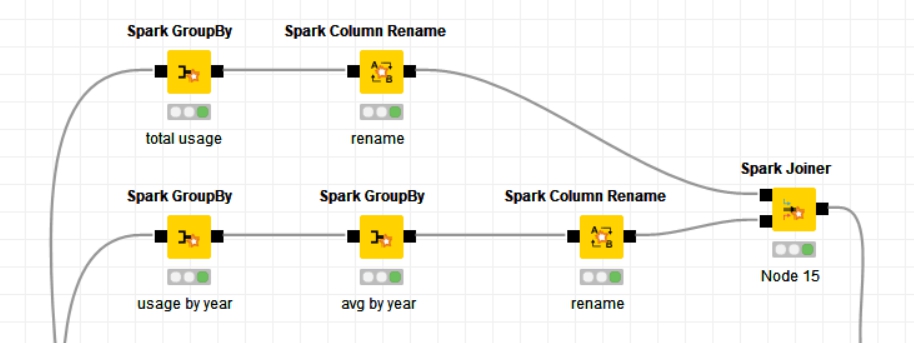 Spark GroupBy
Spark Column Rename
A
B
total usage
rename
Spark Joiner
Spark GroupBy
Spark GroupBy
Spark Column Rename
A
B
Node 15
usage by year
avg by year
rename